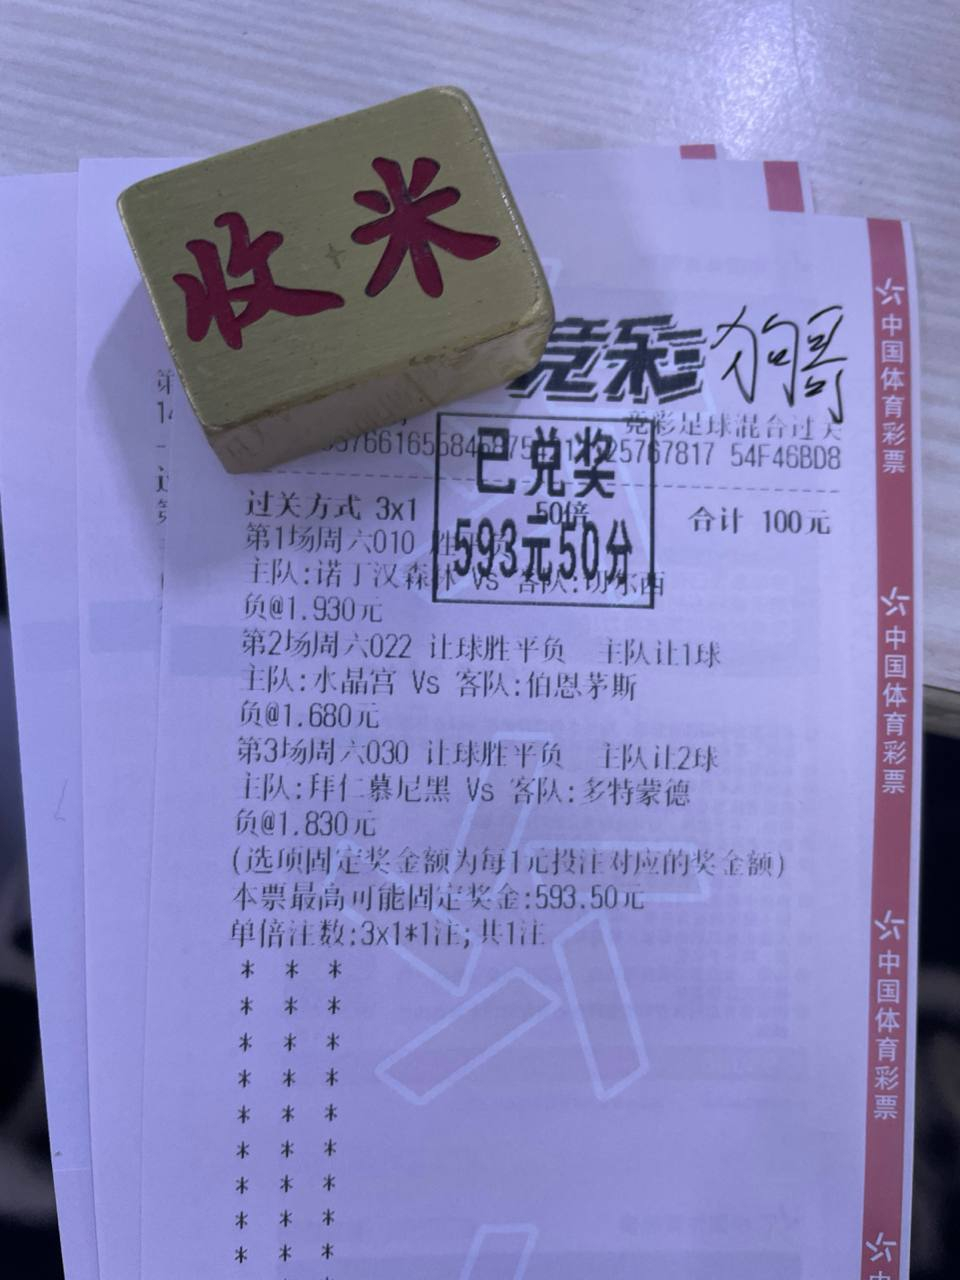 收米
竞彩 狗哥
竞彩足球混合过关
25767817 54F46BD8
已兑奖
593元50分
过关方式 3x1 50倍 合计 100元
第1场周六010 胜平负
主队:诺丁汉森林 Vs 客队:切尔西
负@1.930元
第2场周六022 让球胜平负 主队让1球
主队:水晶宫 Vs 客队:伯恩茅斯
负@1.680元
第3场周六030 让球胜平负 主队让2球
主队:拜仁慕尼黑 Vs 客队:多特蒙德
负@1.830元
(选项固定奖金额为每1元投注对应的奖金额)
本票最高可能固定奖金:593.50元
单倍注数:3x1*1注;共1注
* * *
* * *
* * *
* * *
* * *
* * *
* * *
* * *
* * *
中国体育彩票
中国体育彩票
中国体育彩票
中